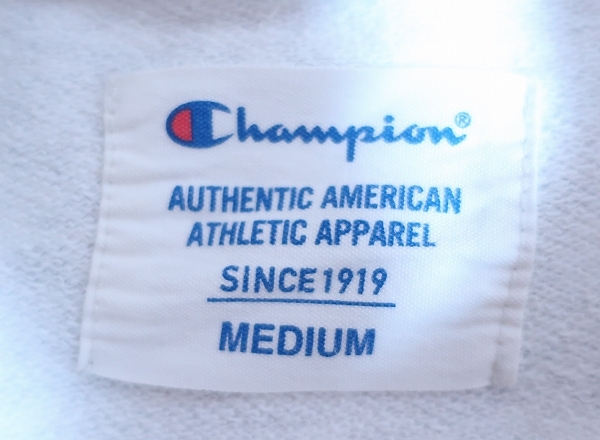 Champion®
AUTHENTIC AMERICAN
ATHLETIC APPAREL
SINCE 1919
MEDIUM